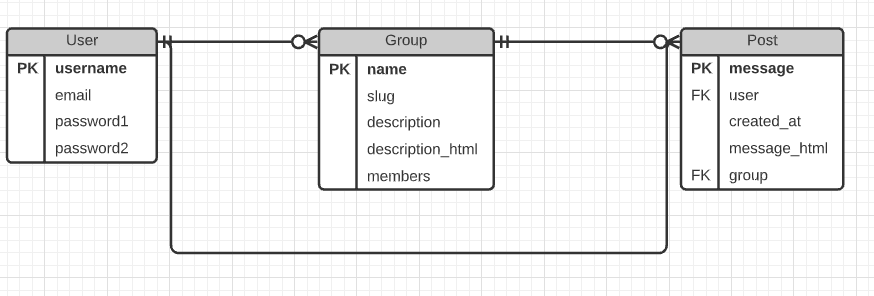 User
PK username
email
password1
password2
Group
PK name
slug
description
description_html
members
Post
PK message
FK user
created_at
message_html
FK group